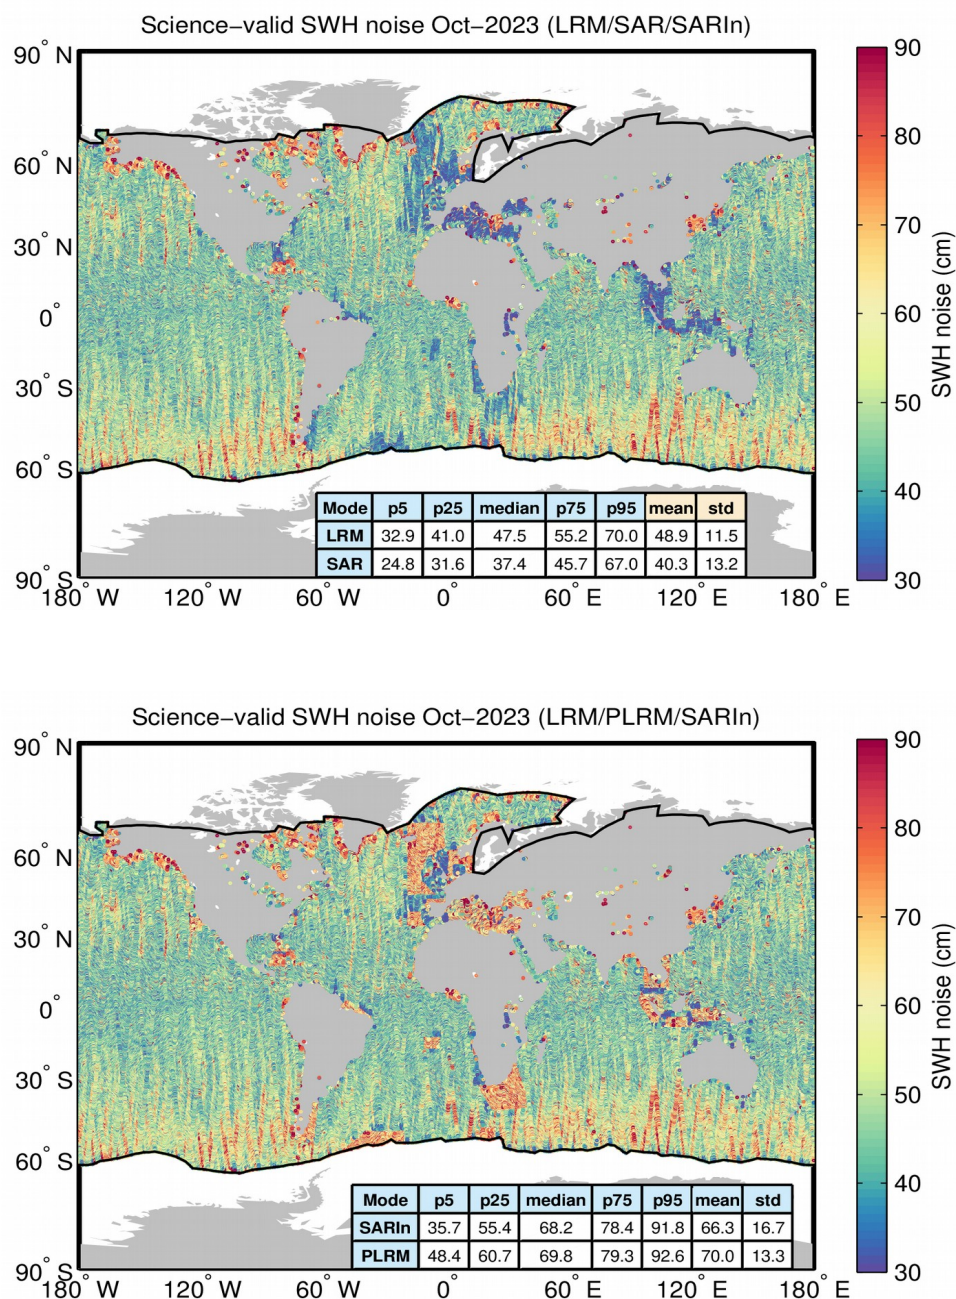 Science−valid SWH noise Oct−2023 (LRM/SAR/SARIn)
90° N
60° N
30° N
0°
30° S
60° S
90° S
180° W 120° W 60° W 0° 60° E 120° E 180° E
Mode p5 p25 median p75 p95 mean std
LRM 32.9 41.0 47.5 55.2 70.0 48.9 11.5
SAR 24.8 31.6 37.4 45.7 67.0 40.3 13.2
90
80
70
60
50
40
30
SWH noise (cm)
Science−valid SWH noise Oct−2023 (LRM/PLRM/SARIn)
90° N
60° N
30° N
0°
30° S
60° S
90° S
180° W 120° W 60° W 0° 60° E 120° E 180° E
Mode p5 p25 median p75 p95 mean std
SARIn 35.7 55.4 68.2 78.4 91.8 66.3 16.7
PLRM 48.4 60.7 69.8 79.3 92.6 70.0 13.3
90
80
70
60
50
40
30
SWH noise (cm)